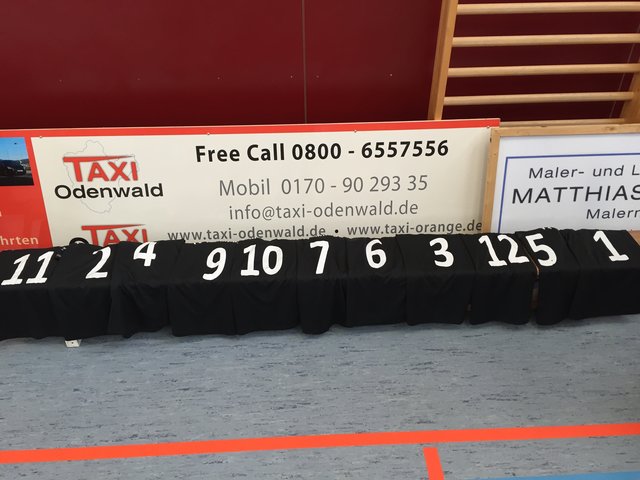 TAXI
Odenwald
Free Call 0800 - 6557556
Mobil 0170 - 90 293 35
info@taxi-odenwald.de
www.taxi-odenwald.de • www.taxi-orange.de
TAXI
Maler- und L
MATTHIAS
Malerm
hrten
11 2 4 9 10 7 6 3 12 5 1